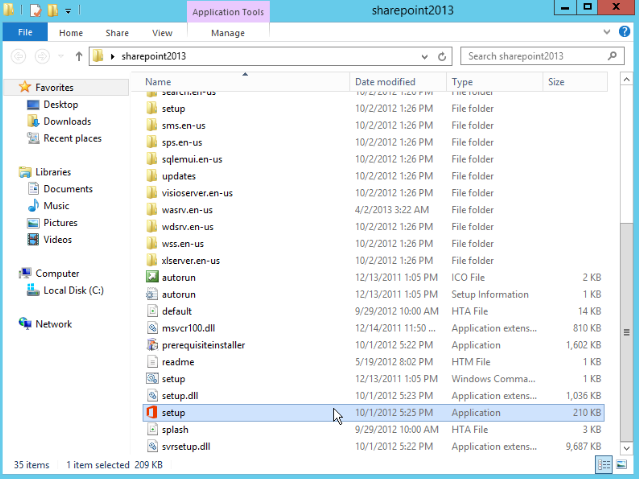 Application Tools
sharepoint2013
File Home Share View Manage
sharepoint2013
Search sharepoint2013
Name Date modified Type Size
Favorites
Desktop
Downloads
Recent places
Libraries
Documents
Music
Pictures
Videos
Computer
Local Disk (C:)
Network
search.en-us 10/2/2012 1:26 PM File folder
setup 10/2/2012 1:26 PM File folder
sms.en-us 10/2/2012 1:26 PM File folder
sps.en-us 10/2/2012 1:26 PM File folder
sqlemui.en-us 10/2/2012 1:26 PM File folder
updates 10/2/2012 1:26 PM File folder
visioserver.en-us 10/2/2012 1:26 PM File folder
wasrv.en-us 4/2/2013 3:22 AM File folder
wdsrv.en-us 10/2/2012 1:26 PM File folder
wss.en-us 10/2/2012 1:26 PM File folder
xlserver.en-us 10/2/2012 1:26 PM File folder
autorun 12/13/2011 1:05 PM ICO File 2 KB
autorun 12/13/2011 1:05 PM Setup Information 1 KB
default 9/29/2012 10:00 AM HTA File 14 KB
msvcr100.dll 12/14/2011 11:50 ... Application extens... 810 KB
prerequisiteinstaller 10/1/2012 5:22 PM Application 1,602 KB
readme 5/19/2012 8:02 PM HTM File 1 KB
setup 12/13/2011 1:05 PM Windows Comma... 1 KB
setup.dll 10/1/2012 5:23 PM Application extens... 1,036 KB
setup 10/1/2012 5:25 PM Application 210 KB
splash 9/29/2012 10:00 AM HTA File 3 KB
svrsetup.dll 10/1/2012 5:22 PM Application extens... 9,687 KB
35 items 1 item selected 209 KB